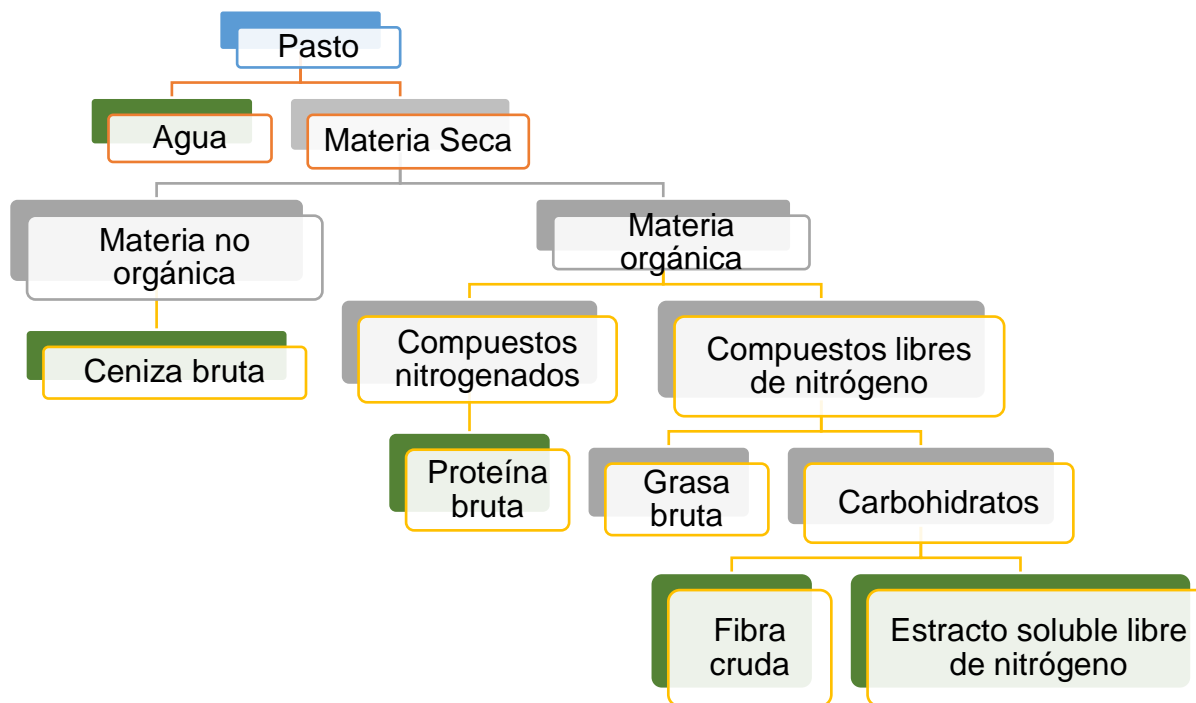 Pasto
Agua
Materia Seca
Materia no
orgánica
Materia
orgánica
Ceniza bruta
Compuestos
nitrogenados
Compuestos libres
de nitrógeno
Proteína
bruta
Grasa
bruta
Carbohidratos
Fibra
cruda
Estracto soluble libre
de nitrógeno